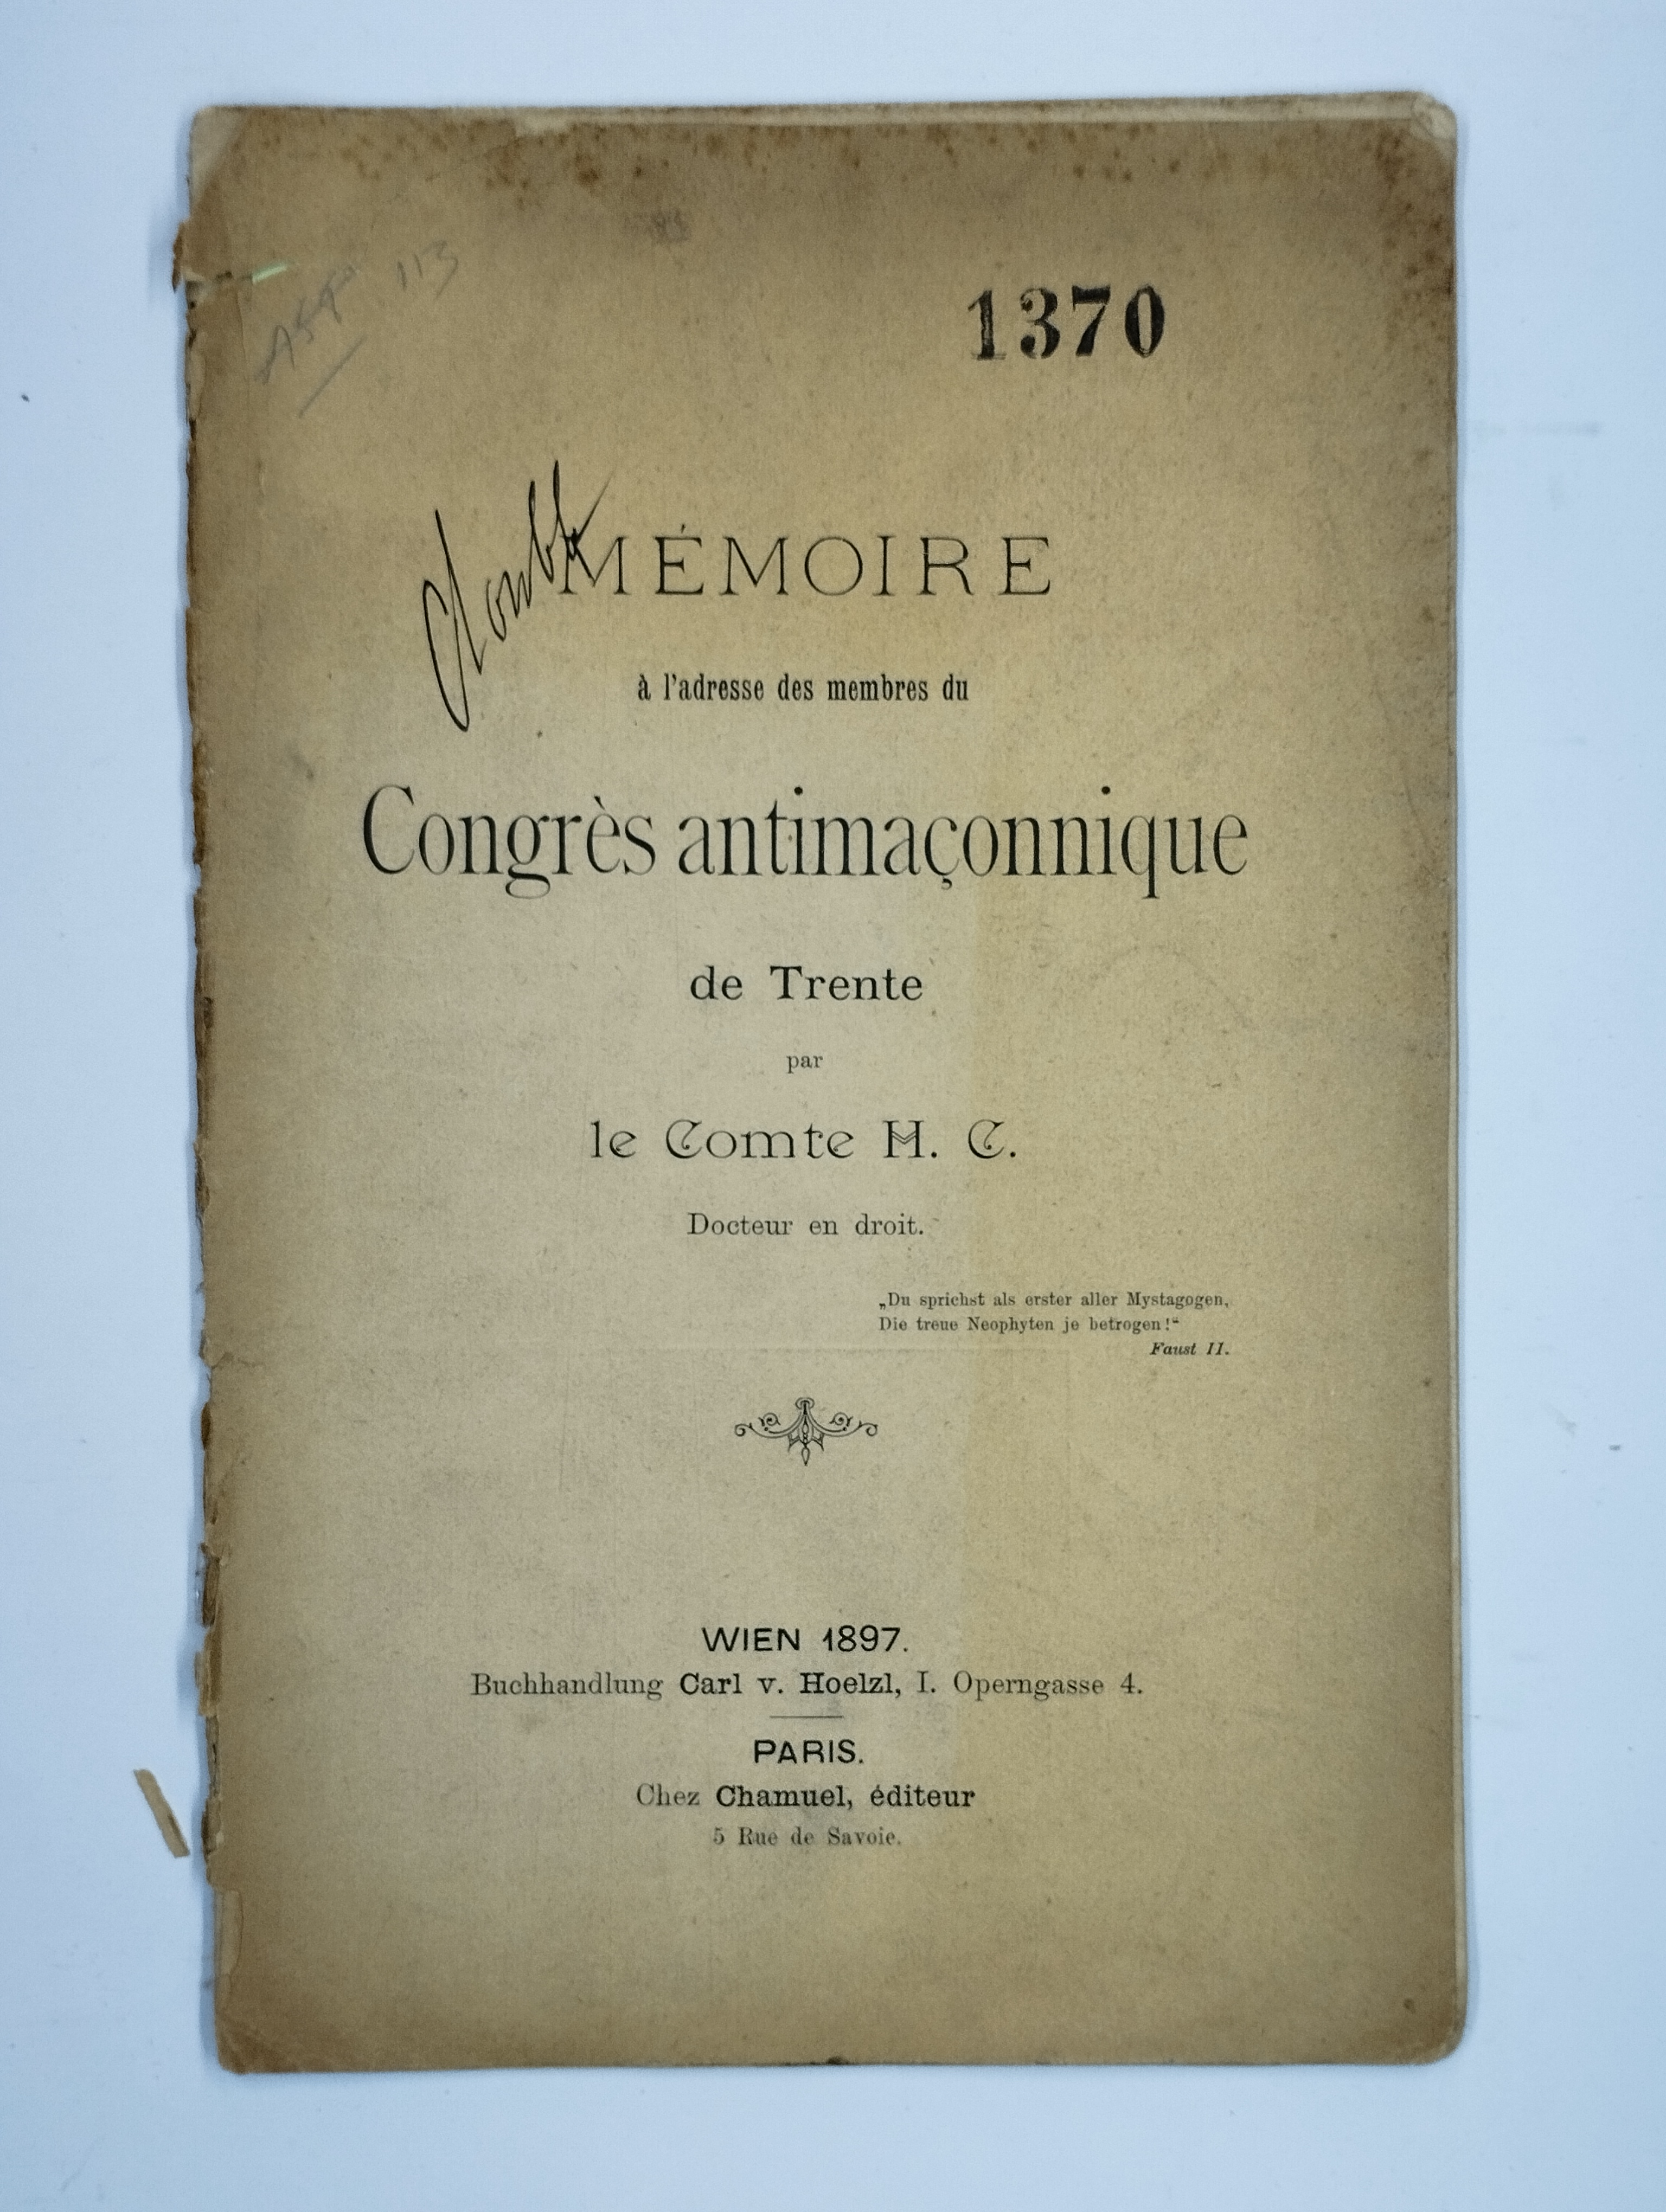 113
1370
double
MÉMOIRE
à l'adresse des membres du
Congrès antimaçonnique
de Trente
par
le Comte H. C.
Docteur en droit.
„Du sprichst als erster aller Mystagogen,
Die treue Neophyten je betrogen!“
Faust II.
WIEN 1897.
Buchhandlung Carl v. Hoelzl, I. Operngasse 4.
PARIS.
Chez Chamuel, éditeur
5 Rue de Savoie.